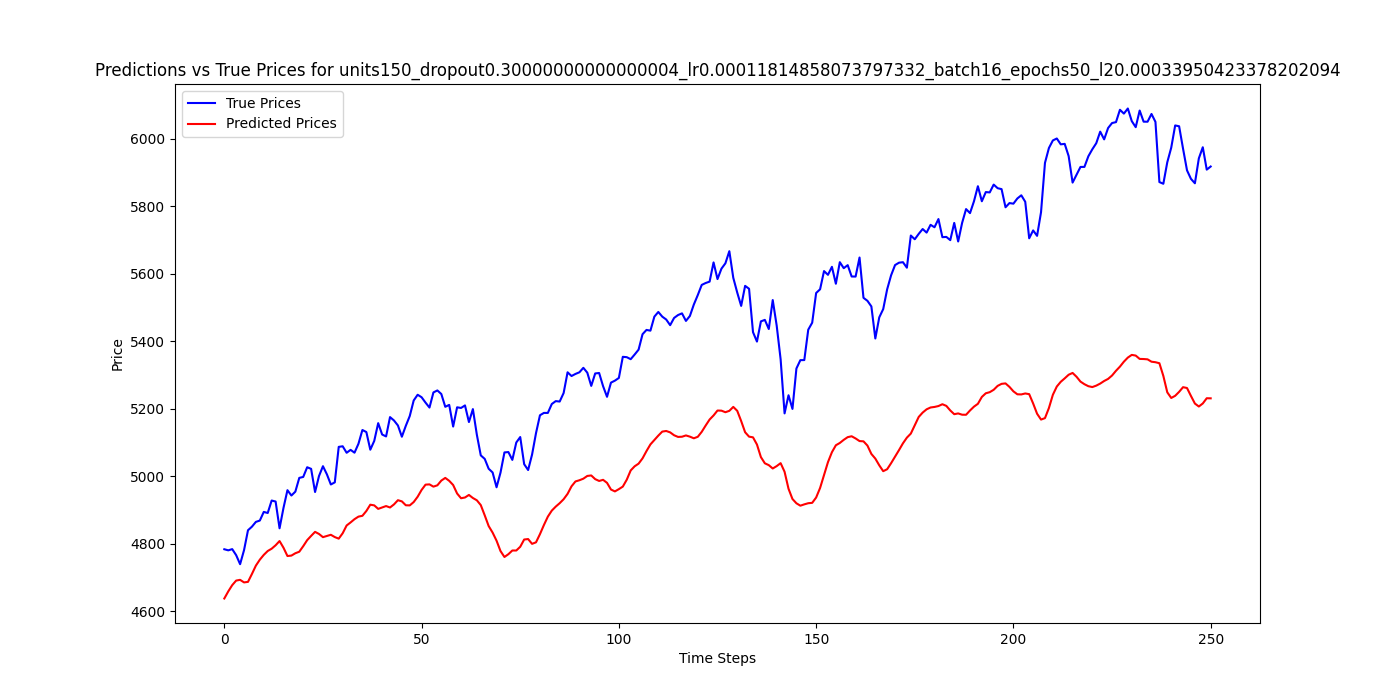 Predictions vs True Prices for units150_dropout0.30000000000000004_lr0.00011814858073797332_batch16_epochs50_l20.00033950423378202094
True Prices
Predicted Prices
6000
5800
5600
5400
5200
5000
4800
4600
Price
0 50 100 150 200 250
Time Steps